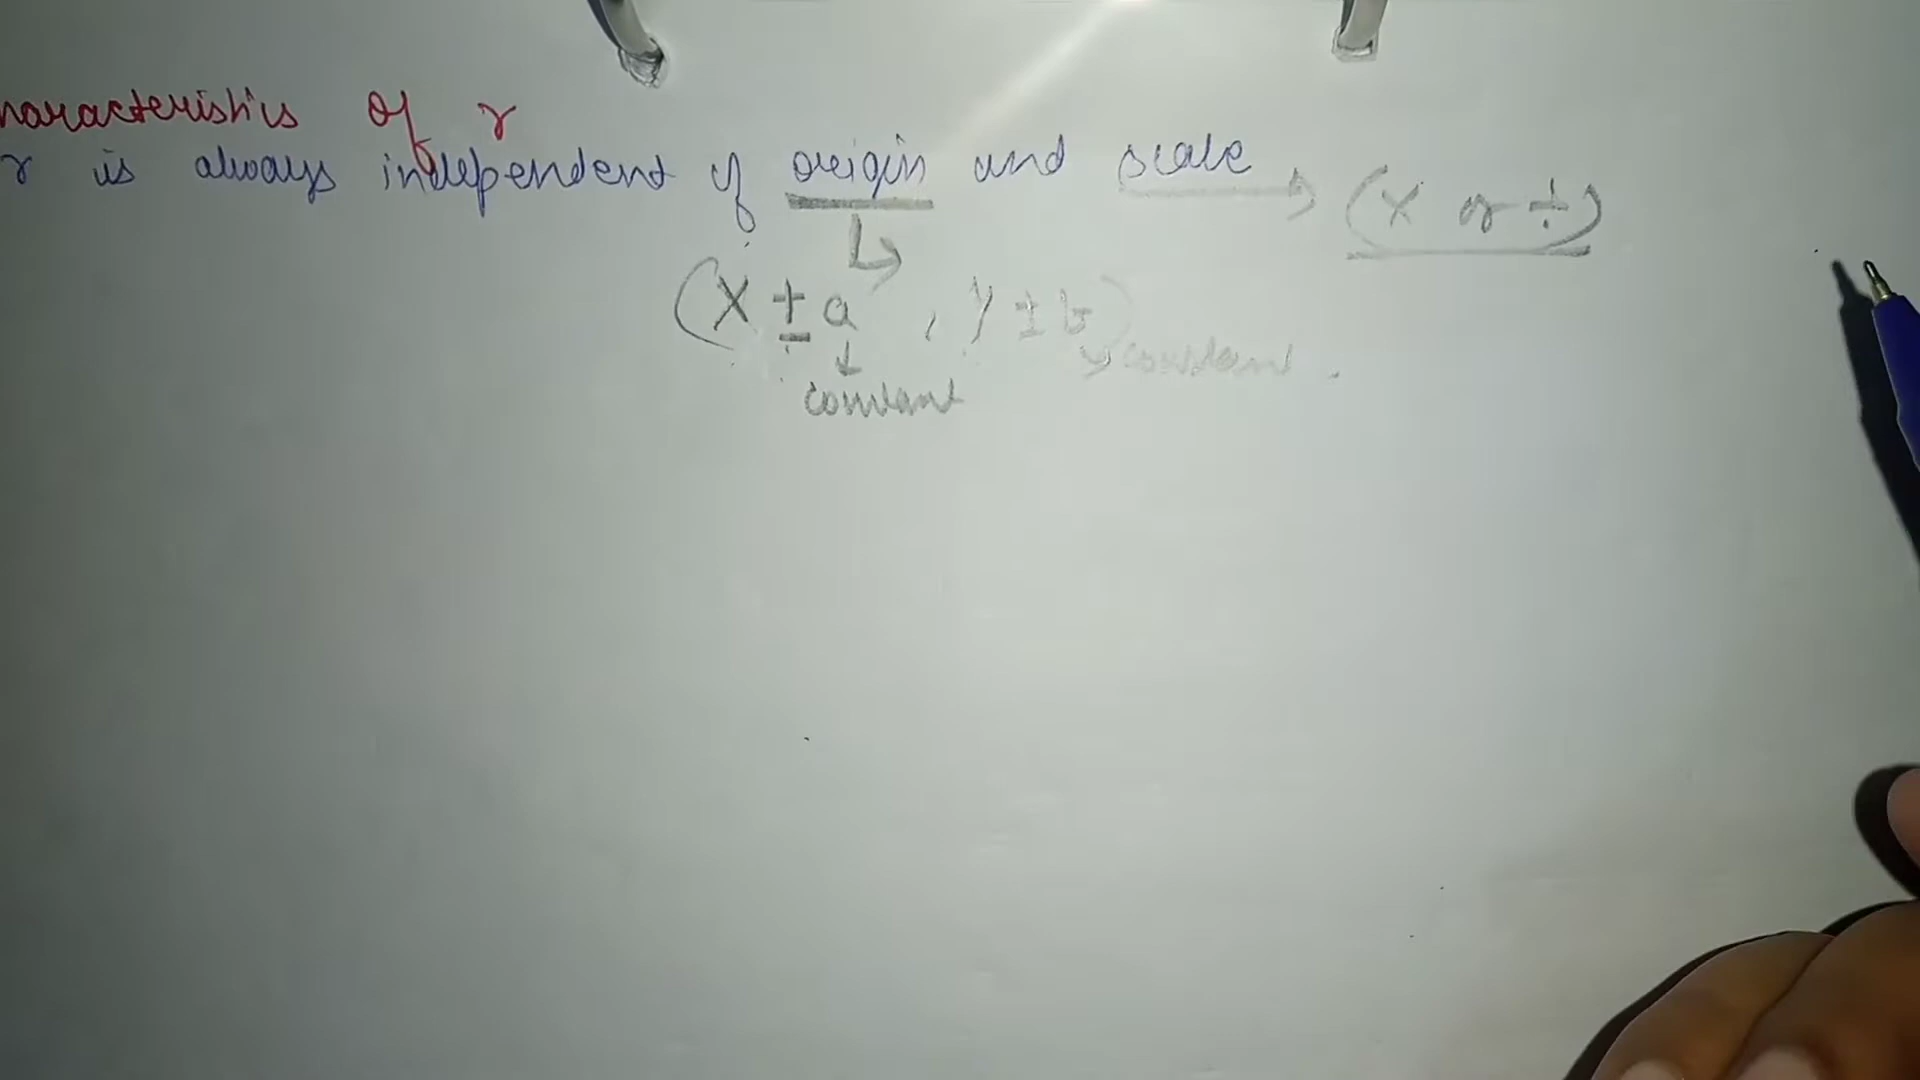 haracteristics of r
r is always independent of origin and scale → (× or ÷)
(X ± a , y ± b)
constant
constant.